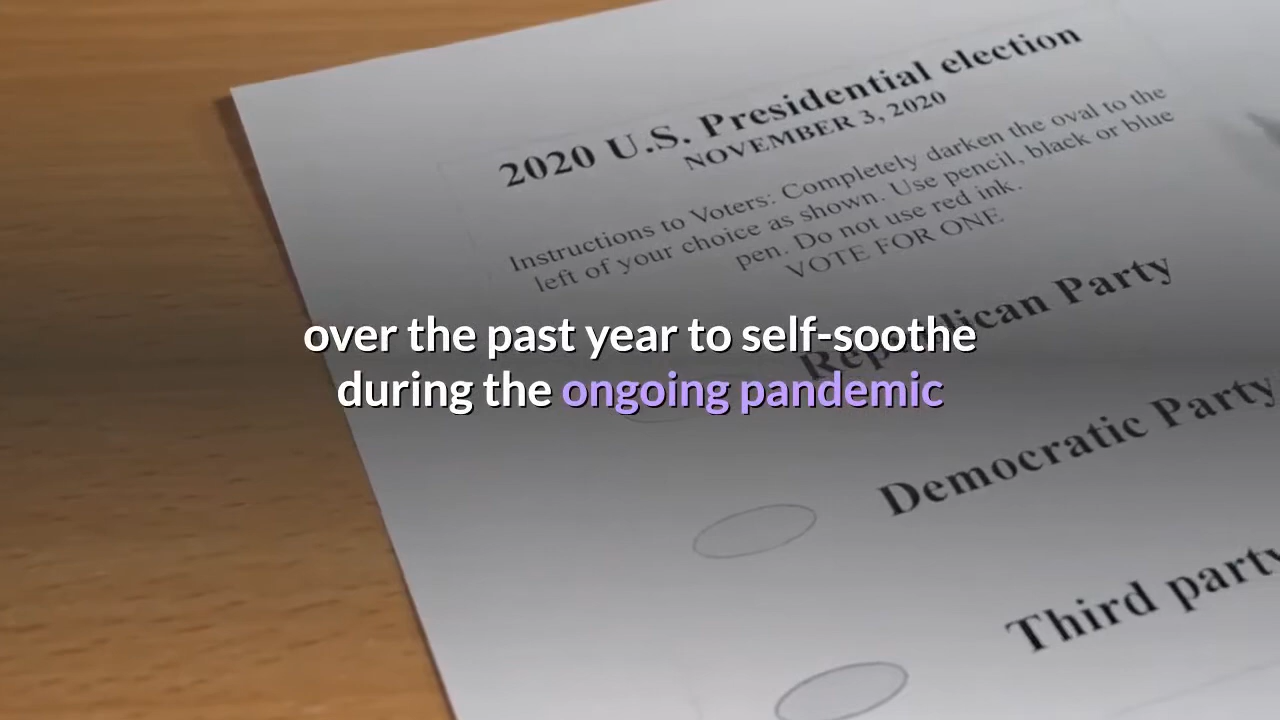 2020 U.S. Presidential election
NOVEMBER 3, 2020
Instructions to Voters: Completely darken the oval to the
left of your choice as shown. Use pencil, black or blue
pen. Do not use red ink.
VOTE FOR ONE
Republican Party
over the past year to self-soothe
during the ongoing pandemic
Democratic Party
Third party